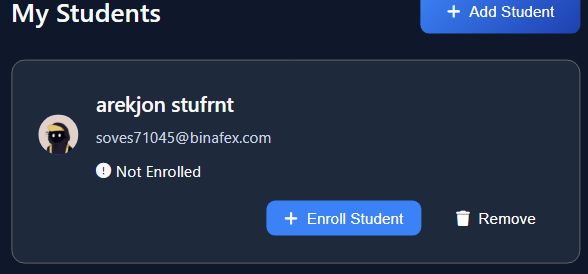 My Students
+ Add Student
arekjon stufrnt
soves71045@binafex.com
Not Enrolled
+ Enroll Student
Remove